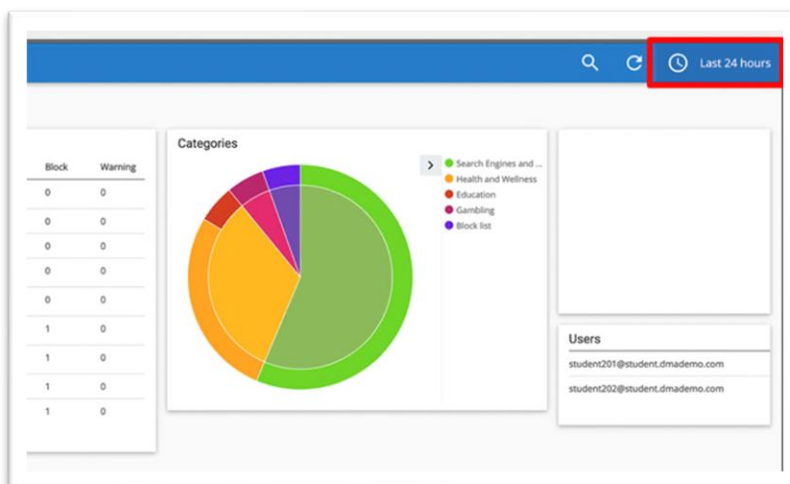 Last 24 hours
Block Warning
0 0
0 0
0 0
0 0
0 0
1 0
1 0
1 0
1 0
Categories
Search Engines and ...
Health and Wellness
Education
Gambling
Block list
Users
student201@student.dmademo.com
student202@student.dmademo.com